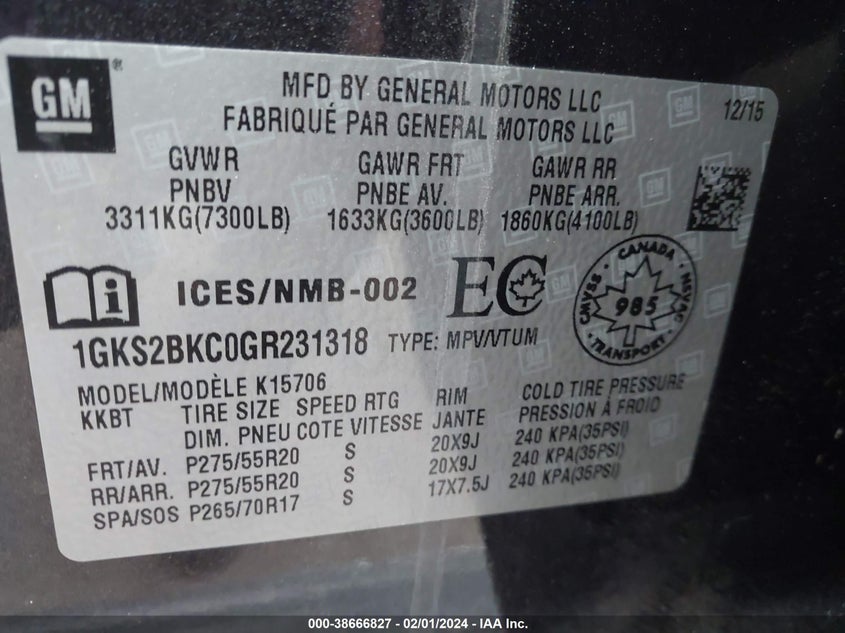 GM®
MFD BY GENERAL MOTORS LLC
FABRIQUÉ PAR GENERAL MOTORS LLC
12/15
GVWR GAWR FRT GAWR RR
PNBV PNBE AV. PNBE ARR.
3311KG(7300LB) 1633KG(3600LB) 1860KG(4100LB)
ICES/NMB-002 EC
CANADA
CMVSS 985 NSVAC
TRANSPORT
1GKS2BKC0GR231318 TYPE: MPV/VTUM
MODEL/MODÈLE K15706
KKBT TIRE SIZE SPEED RTG RIM COLD TIRE PRESSURE
DIM. PNEU COTE VITESSE JANTE PRESSION À FROID
FRT/AV. P275/55R20 S 20X9J 240 KPA(35PSI)
RR/ARR. P275/55R20 S 20X9J 240 KPA(35PSI)
SPA/SOS P265/70R17 S 17X7.5J 240 KPA(35PSI)
000-38666827 - 02/01/2024 - IAA Inc.